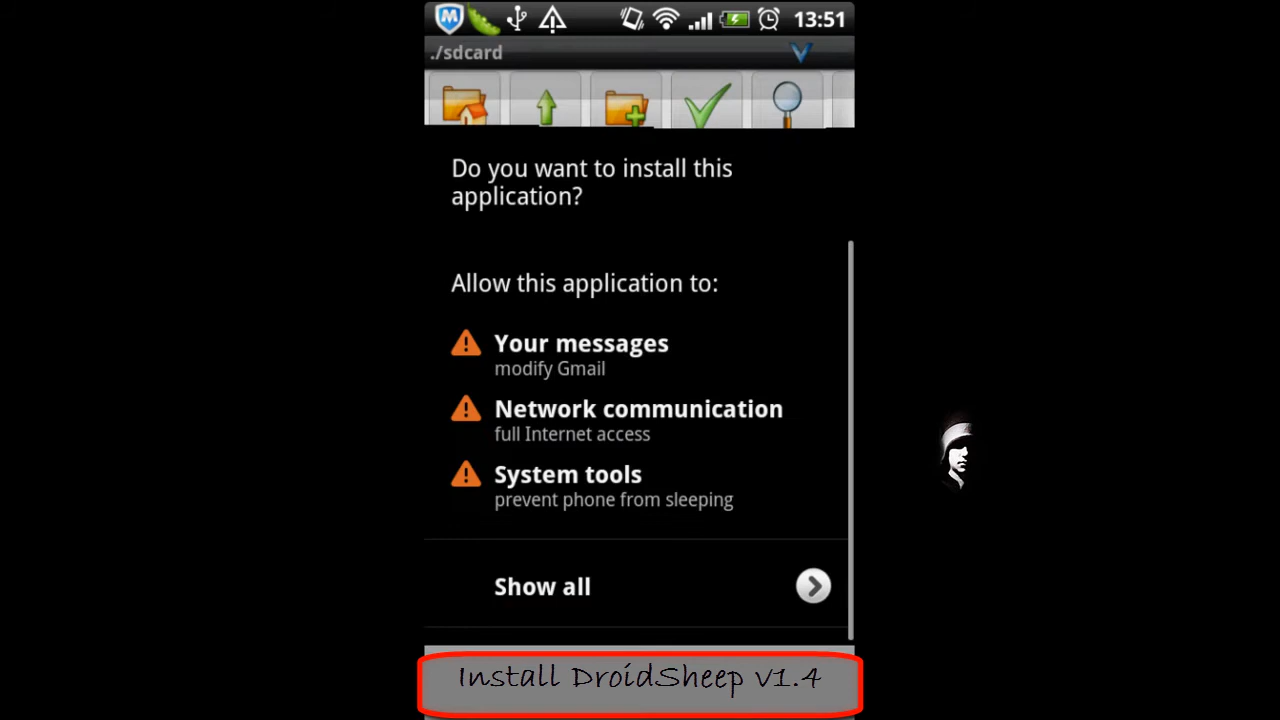 13:51
./sdcard
Do you want to install this
application?
Allow this application to:
Your messages
modify Gmail
Network communication
full Internet access
System tools
prevent phone from sleeping
Show all
Install DroidSheep v1.4